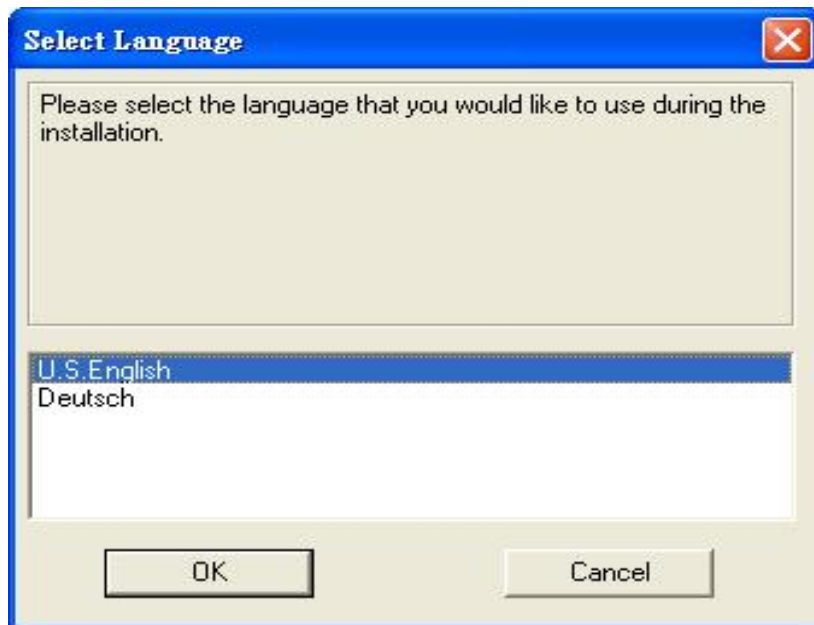 Select Language
Please select the language that you would like to use during the
installation.
U.S.English
Deutsch
OK
Cancel